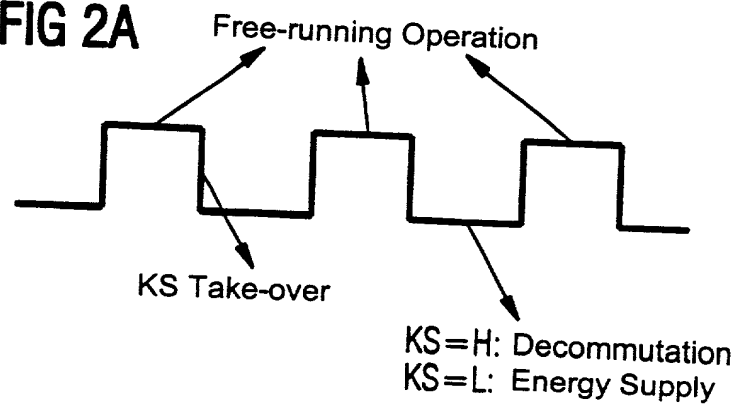 FIG 2A
Free-running Operation
KS Take-over
KS=H: Decommutation
KS=L: Energy Supply